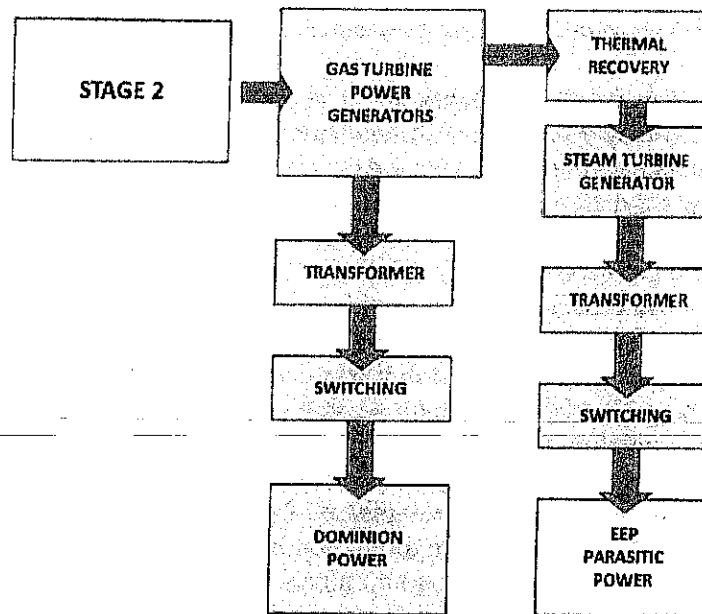 STAGE 2
GAS TURBINE
POWER
GENERATORS
THERMAL
RECOVERY
STEAM TURBINE
GENERATOR
TRANSFORMER
TRANSFORMER
SWITCHING
SWITCHING
DOMINION
POWER
EEP
PARASITIC
POWER